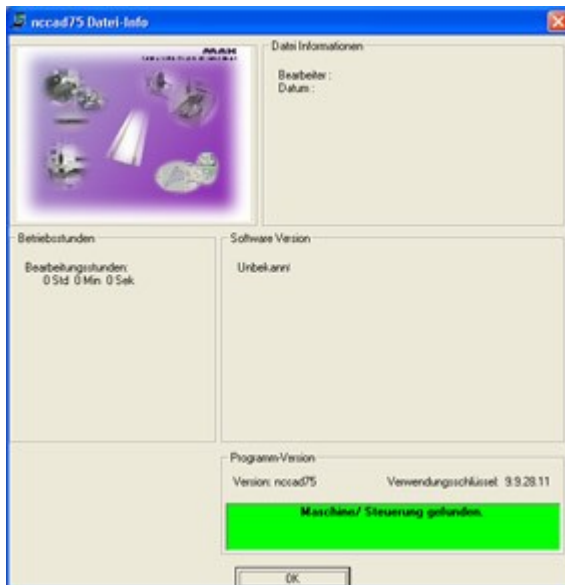 nccad75 Datei-Info
MAX
Datei Informationen
Bearbeiter :
Datum :
Betriebsstunden
Bearbeitungsstunden:
0 Std 0 Min 0 Sek
Software Version
Unbekannt
Programm-Version
Version: nccad75
Verwendungsschlüssel: 9.9.28.11
Maschine/ Steuerung gefunden.
OK